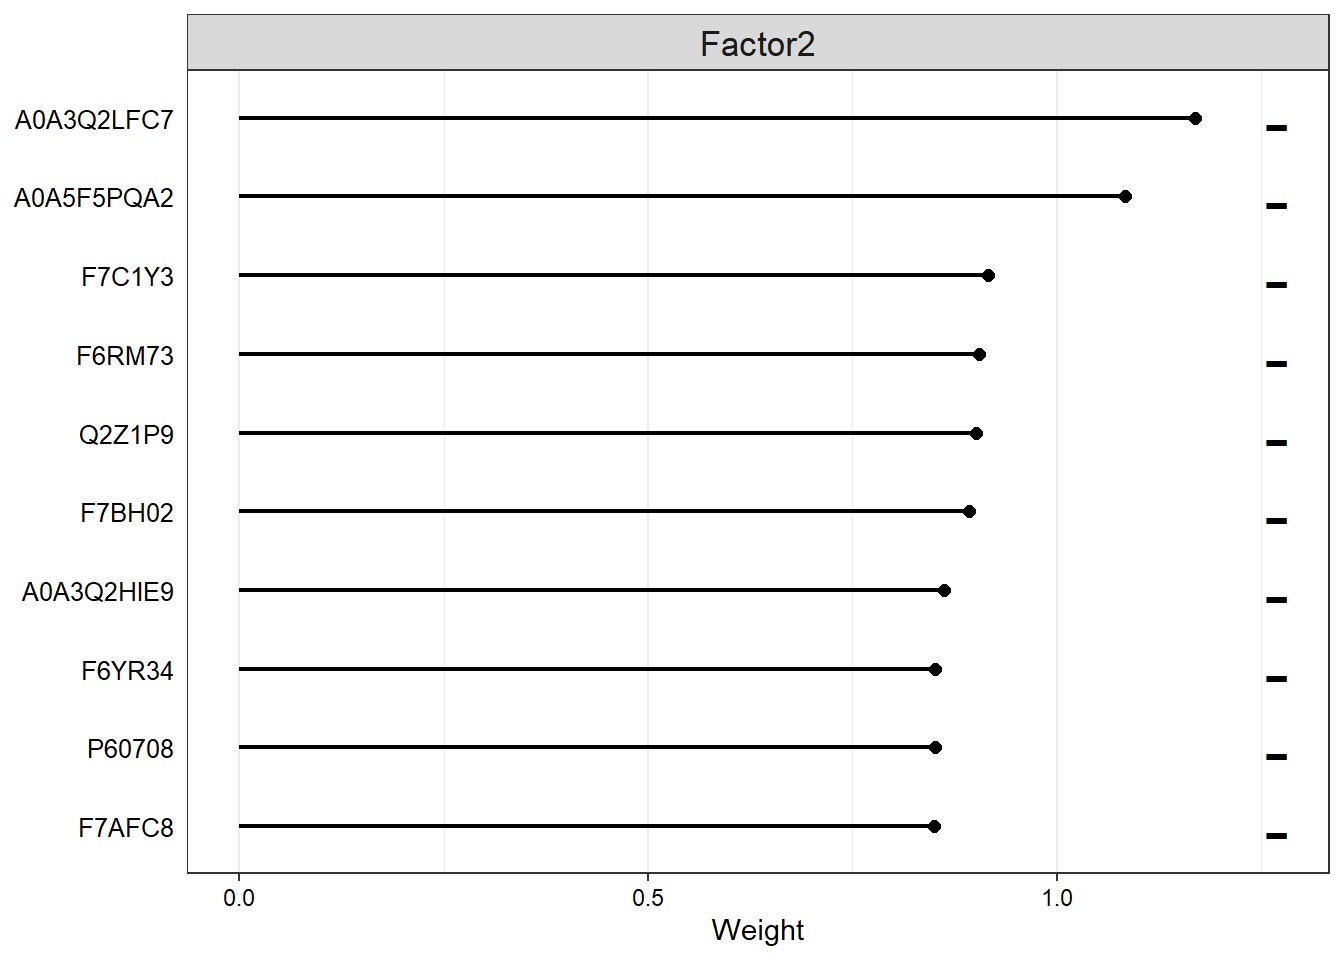 Factor2
A0A3Q2LFC7 -
A0A5F5PQA2 -
F7C1Y3 -
F6RM73 -
Q2Z1P9 -
F7BH02 -
A0A3Q2HIE9 -
F6YR34 -
P60708 -
F7AFC8 -
0.0 0.5 1.0
Weight